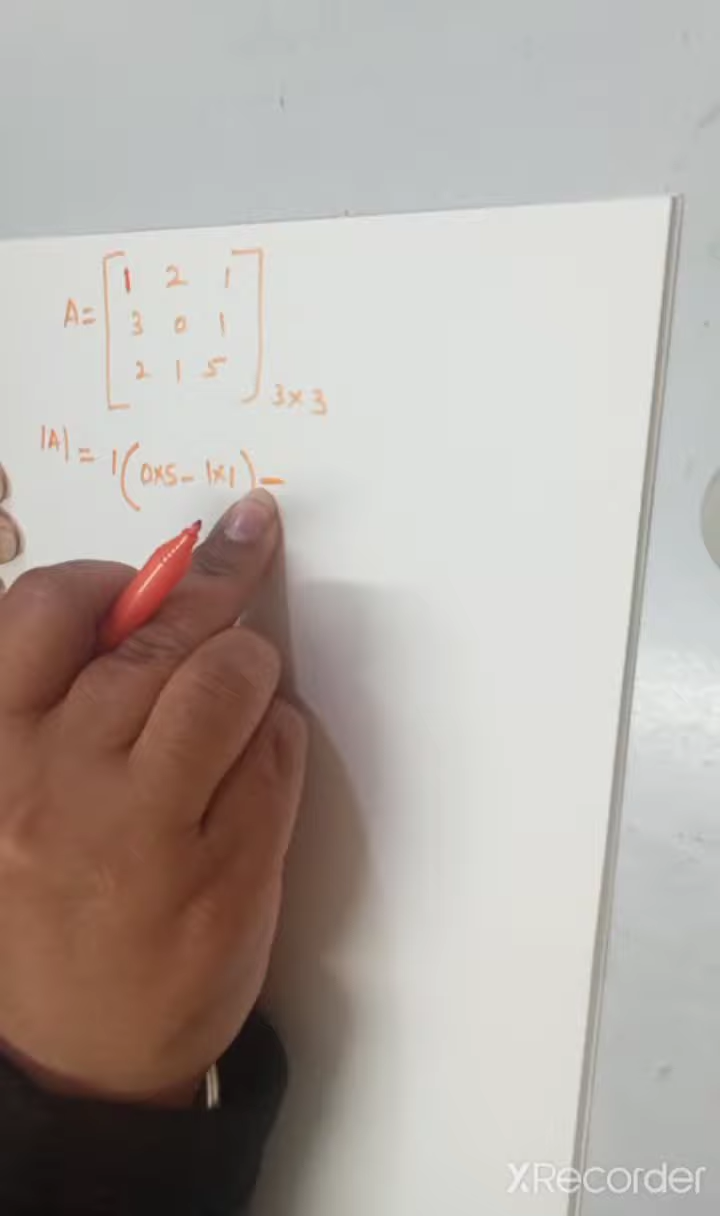 A= [ 1 2 1
3 0 1
2 1 5 ] 3×3
|A| = 1(0×5 - 1×1) -
XRecorder